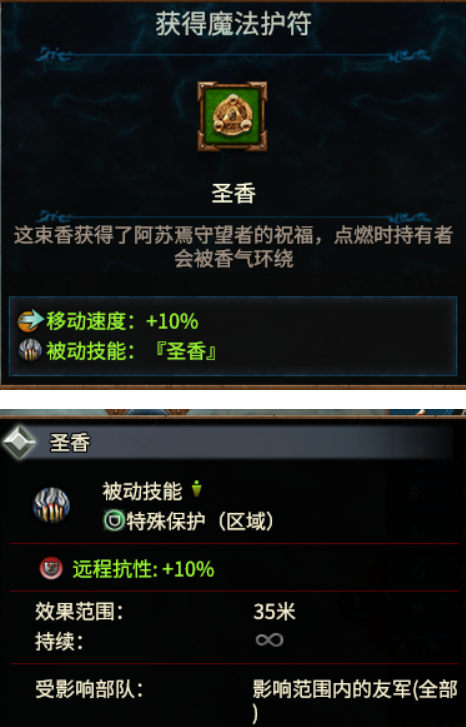 获得魔法护符
圣香
这束香获得了阿苏焉守望者的祝福，点燃时持有者
会被香气环绕
移动速度：+10%
被动技能：『圣香』
圣香
被动技能
特殊保护（区域）
远程抗性: +10%
效果范围： 35米
持续： ∞
受影响部队： 影响范围内的友军(全部
)